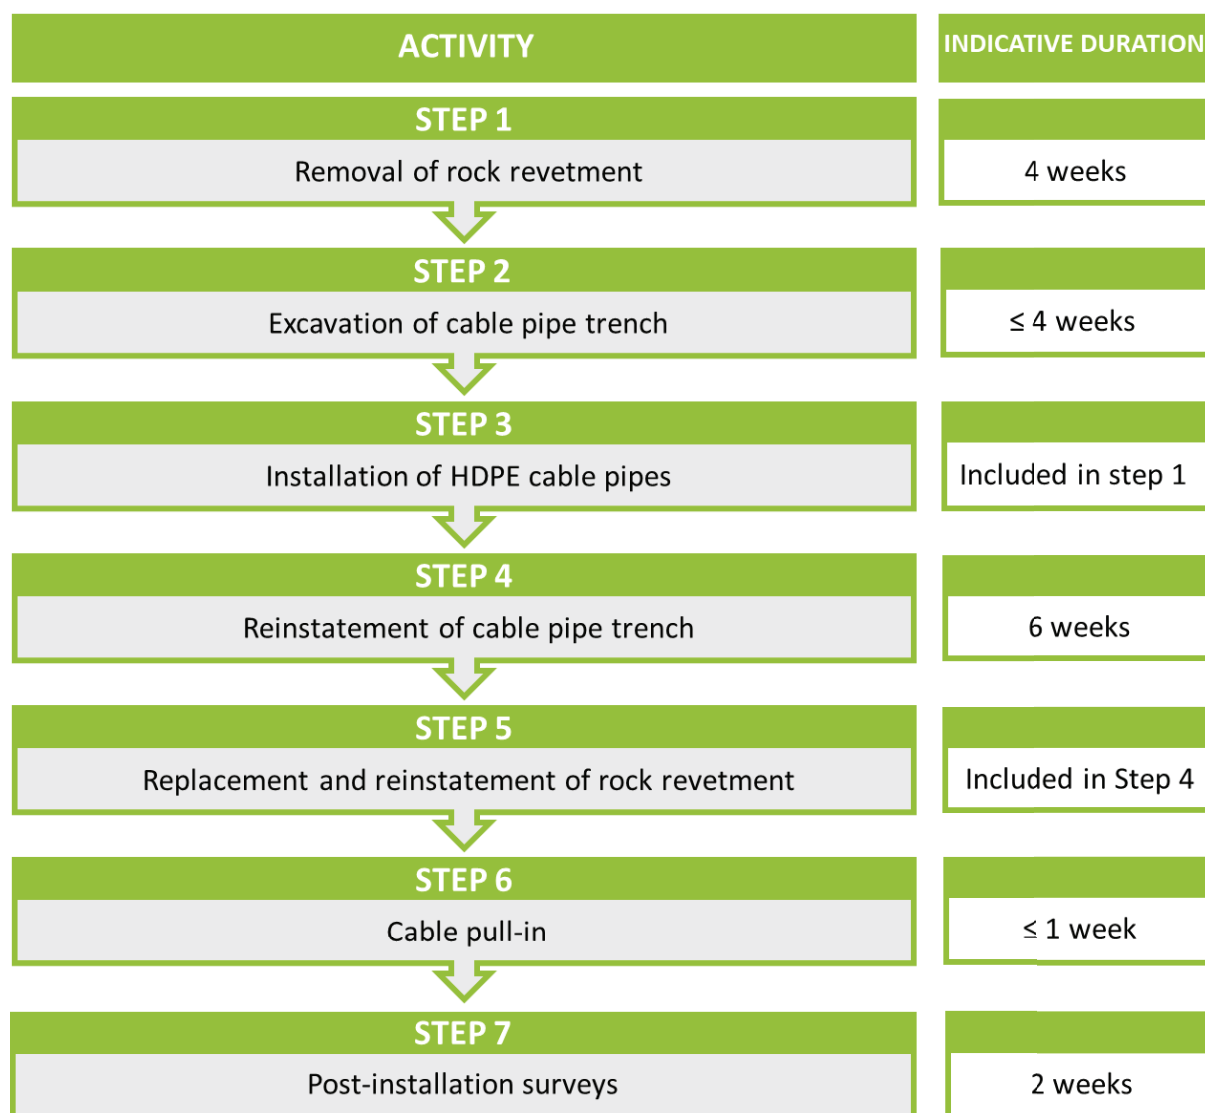 ACTIVITY
INDICATIVE DURATION
STEP 1
Removal of rock revetment
4 weeks
STEP 2
Excavation of cable pipe trench
≤ 4 weeks
STEP 3
Installation of HDPE cable pipes
Included in step 1
STEP 4
Reinstatement of cable pipe trench
6 weeks
STEP 5
Replacement and reinstatement of rock revetment
Included in Step 4
STEP 6
Cable pull-in
≤ 1 week
STEP 7
Post-installation surveys
2 weeks